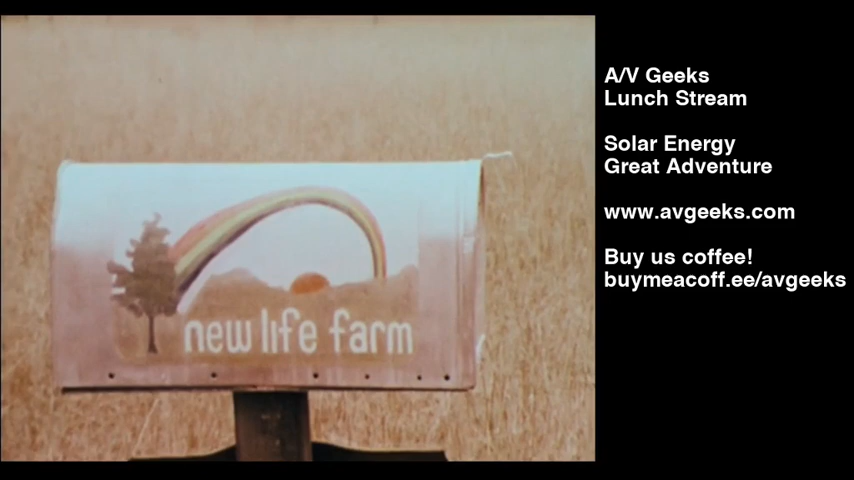 new life farm
A/V Geeks
Lunch Stream
Solar Energy
Great Adventure
www.avgeeks.com
Buy us coffee!
buymeacoff.ee/avgeeks